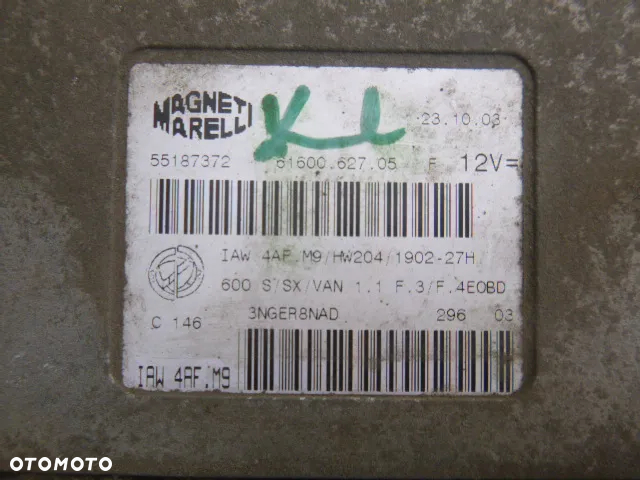 MAGNETI
MARELLI
23.10.03
55187372 61600.627.05 F 12V=
IAW 4AF.M9/HW204/1902-27H
600 S/SX/VAN 1.1 F.3/F.4EOBD
C 146 3NGER8NAD 296 03
IAW 4AF.M9
OTOMOTO